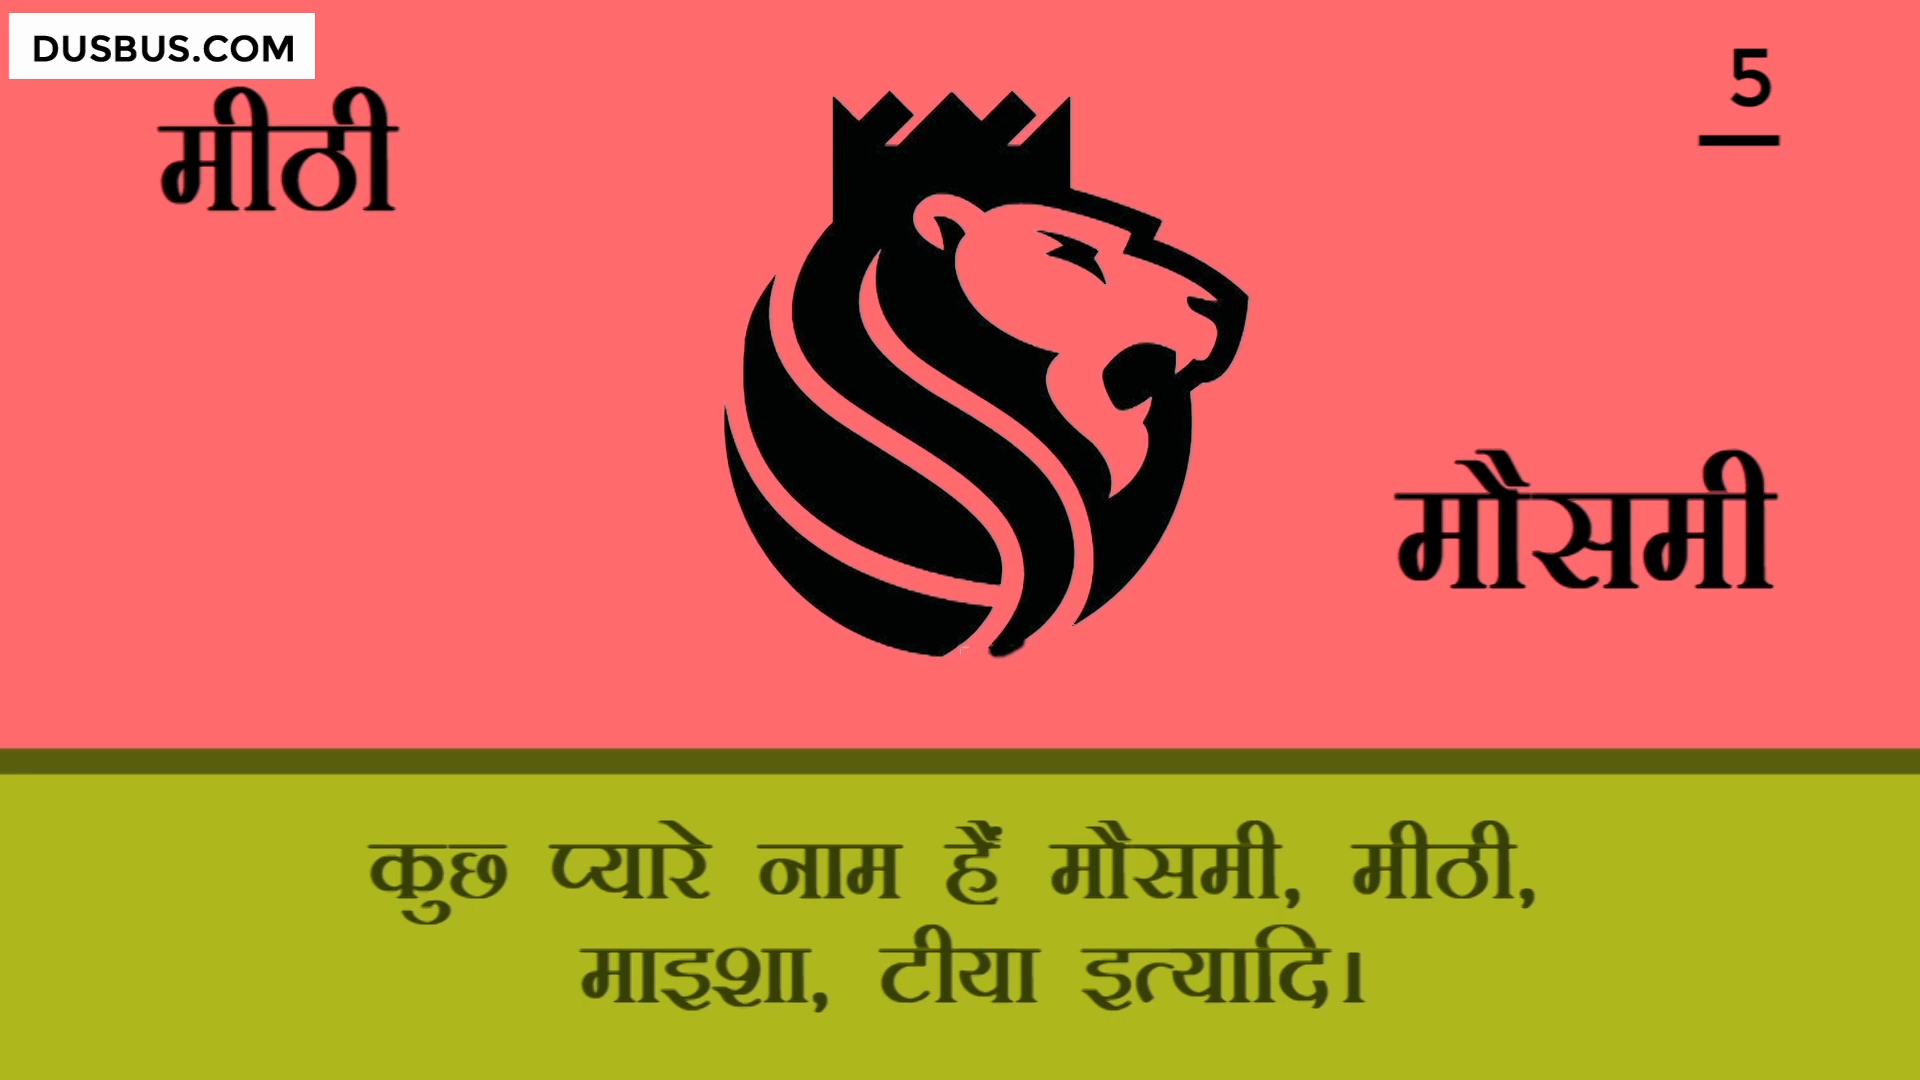 DUSBUS.COM
5
मीठी
मौसमी
कुछ प्यारे नाम हैं मौसमी, मीठी,
माइशा, टीया इत्यादि।